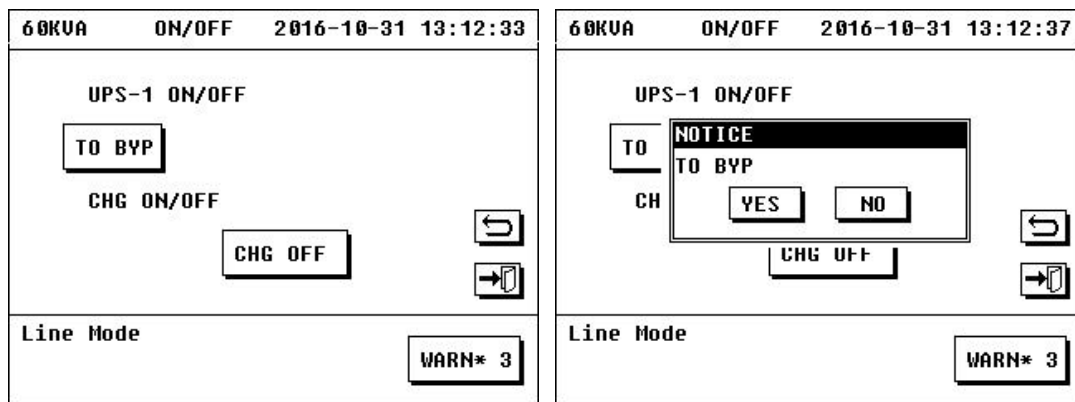 60KVA ON/OFF 2016-10-31 13:12:33
UPS-1 ON/OFF
TO BYP
CHG ON/OFF
CHG OFF
Line Mode
WARN* 3
60KVA ON/OFF 2016-10-31 13:12:37
UPS-1 ON/OFF
TO
NOTICE
TO BYP
YES NO
CH
CHG OFF
Line Mode
WARN* 3